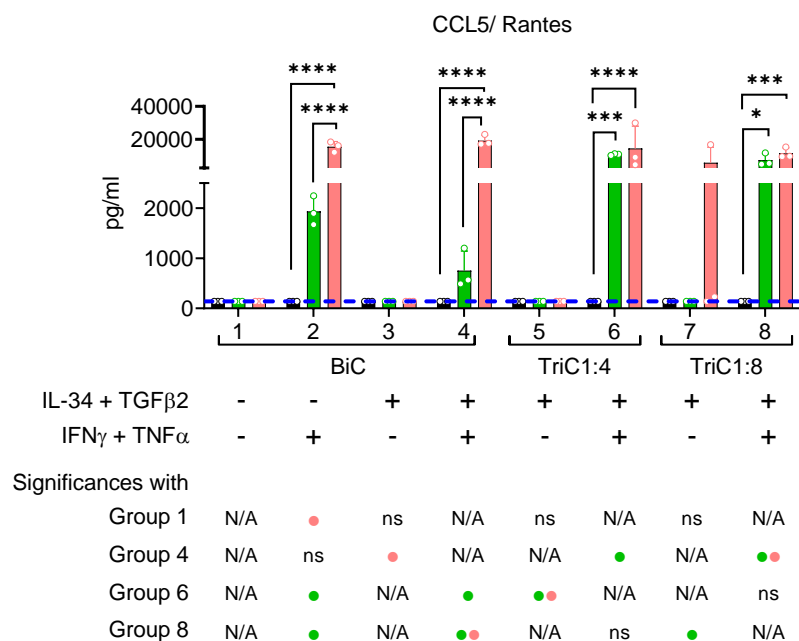 CCL5/ Rantes
**** **** **** ***
**** **** *** *
40000
20000
2000
1000
0
pg/ml
1 2 3 4 5 6 7 8
BiC TriC1:4 TriC1:8
IL-34 + TGFβ2 - - + + + + + +
IFNγ + TNFα - + - + - + - +
Significances with
Group 1 N/A ns N/A ns N/A ns N/A
Group 4 N/A ns N/A N/A N/A
Group 6 N/A N/A N/A N/A ns
Group 8 N/A N/A N/A ns N/A